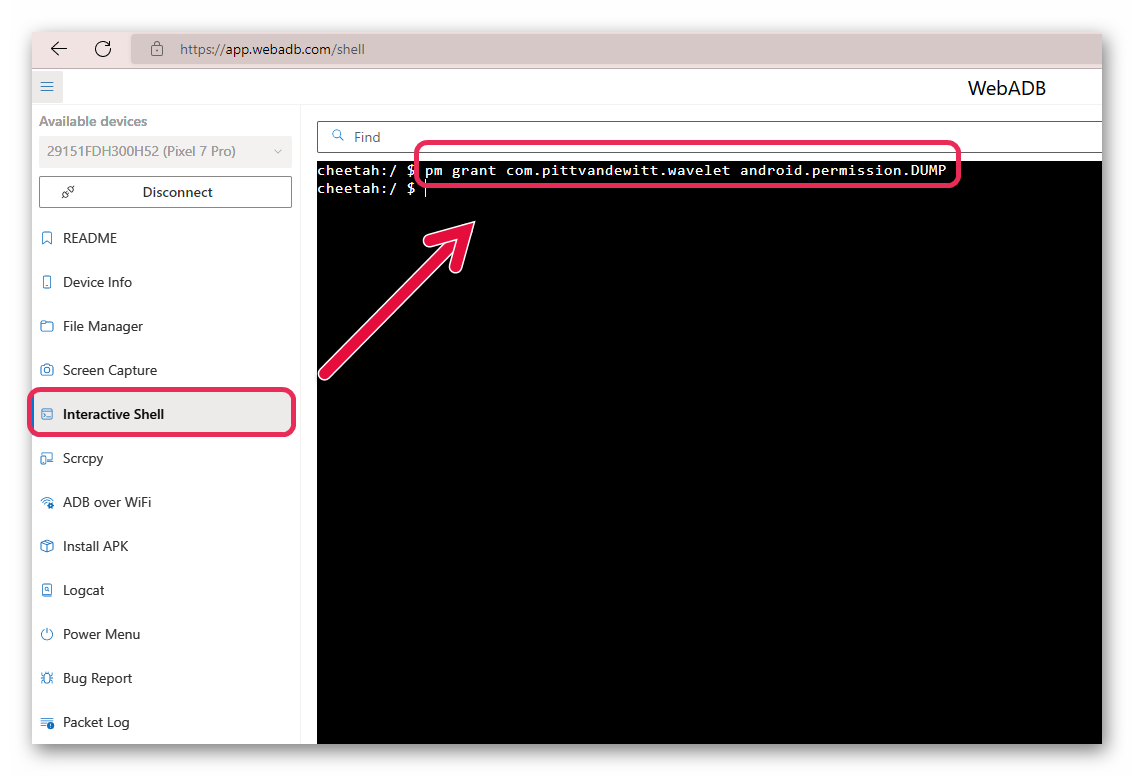 https://app.webadb.com/shell
WebADB
Available devices
29151FDH300H52 (Pixel 7 Pro)
Disconnect
README
Device Info
File Manager
Screen Capture
Interactive Shell
Scrcpy
ADB over WiFi
Install APK
Logcat
Power Menu
Bug Report
Packet Log
Find
cheetah:/ $ pm grant com.pittvandewitt.wavelet android.permission.DUMP
cheetah:/ $